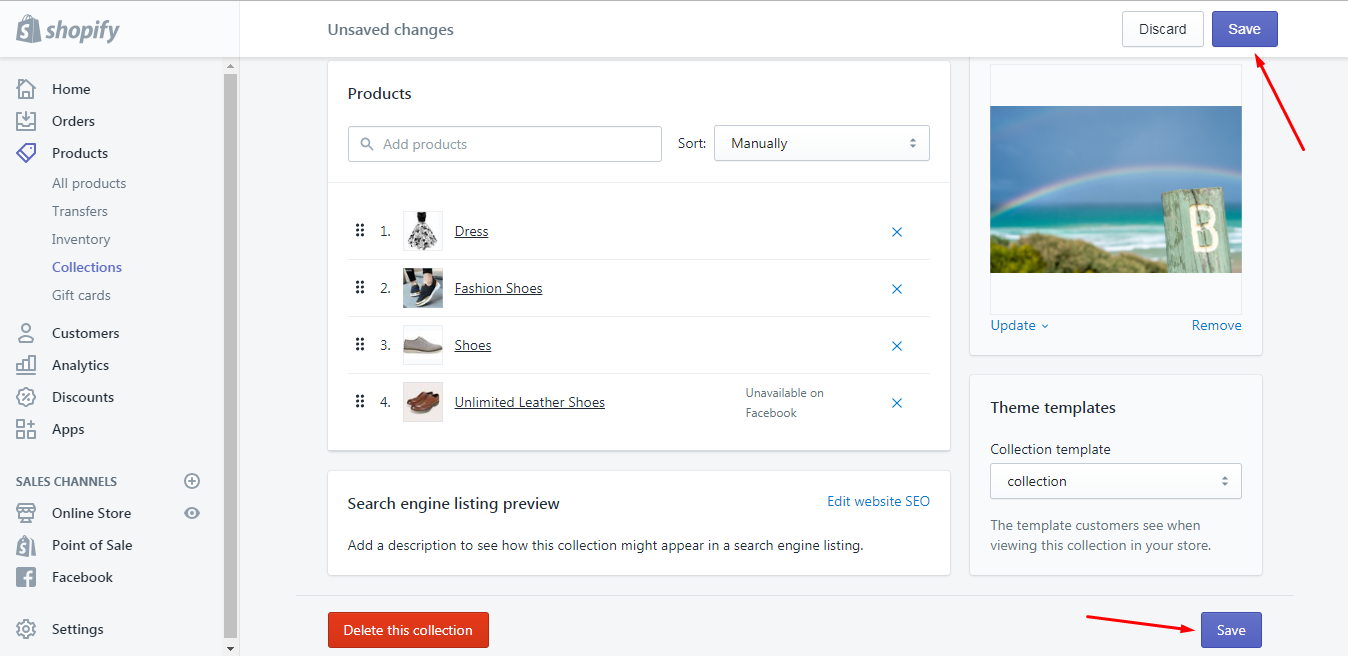 shopify
Unsaved changes
Discard
Save
Home
Orders
Products
All products
Transfers
Inventory
Collections
Gift cards
Customers
Analytics
Discounts
Apps
SALES CHANNELS
Online Store
Point of Sale
Facebook
Settings
Products
Add products
Sort:
Manually
1. Dress
2. Fashion Shoes
3. Shoes
4. Unlimited Leather Shoes
Unavailable on
Facebook
Search engine listing preview
Edit website SEO
Add a description to see how this collection might appear in a search engine listing.
B
Update
Remove
Theme templates
Collection template
collection
The template customers see when
viewing this collection in your store.
Delete this collection
Save